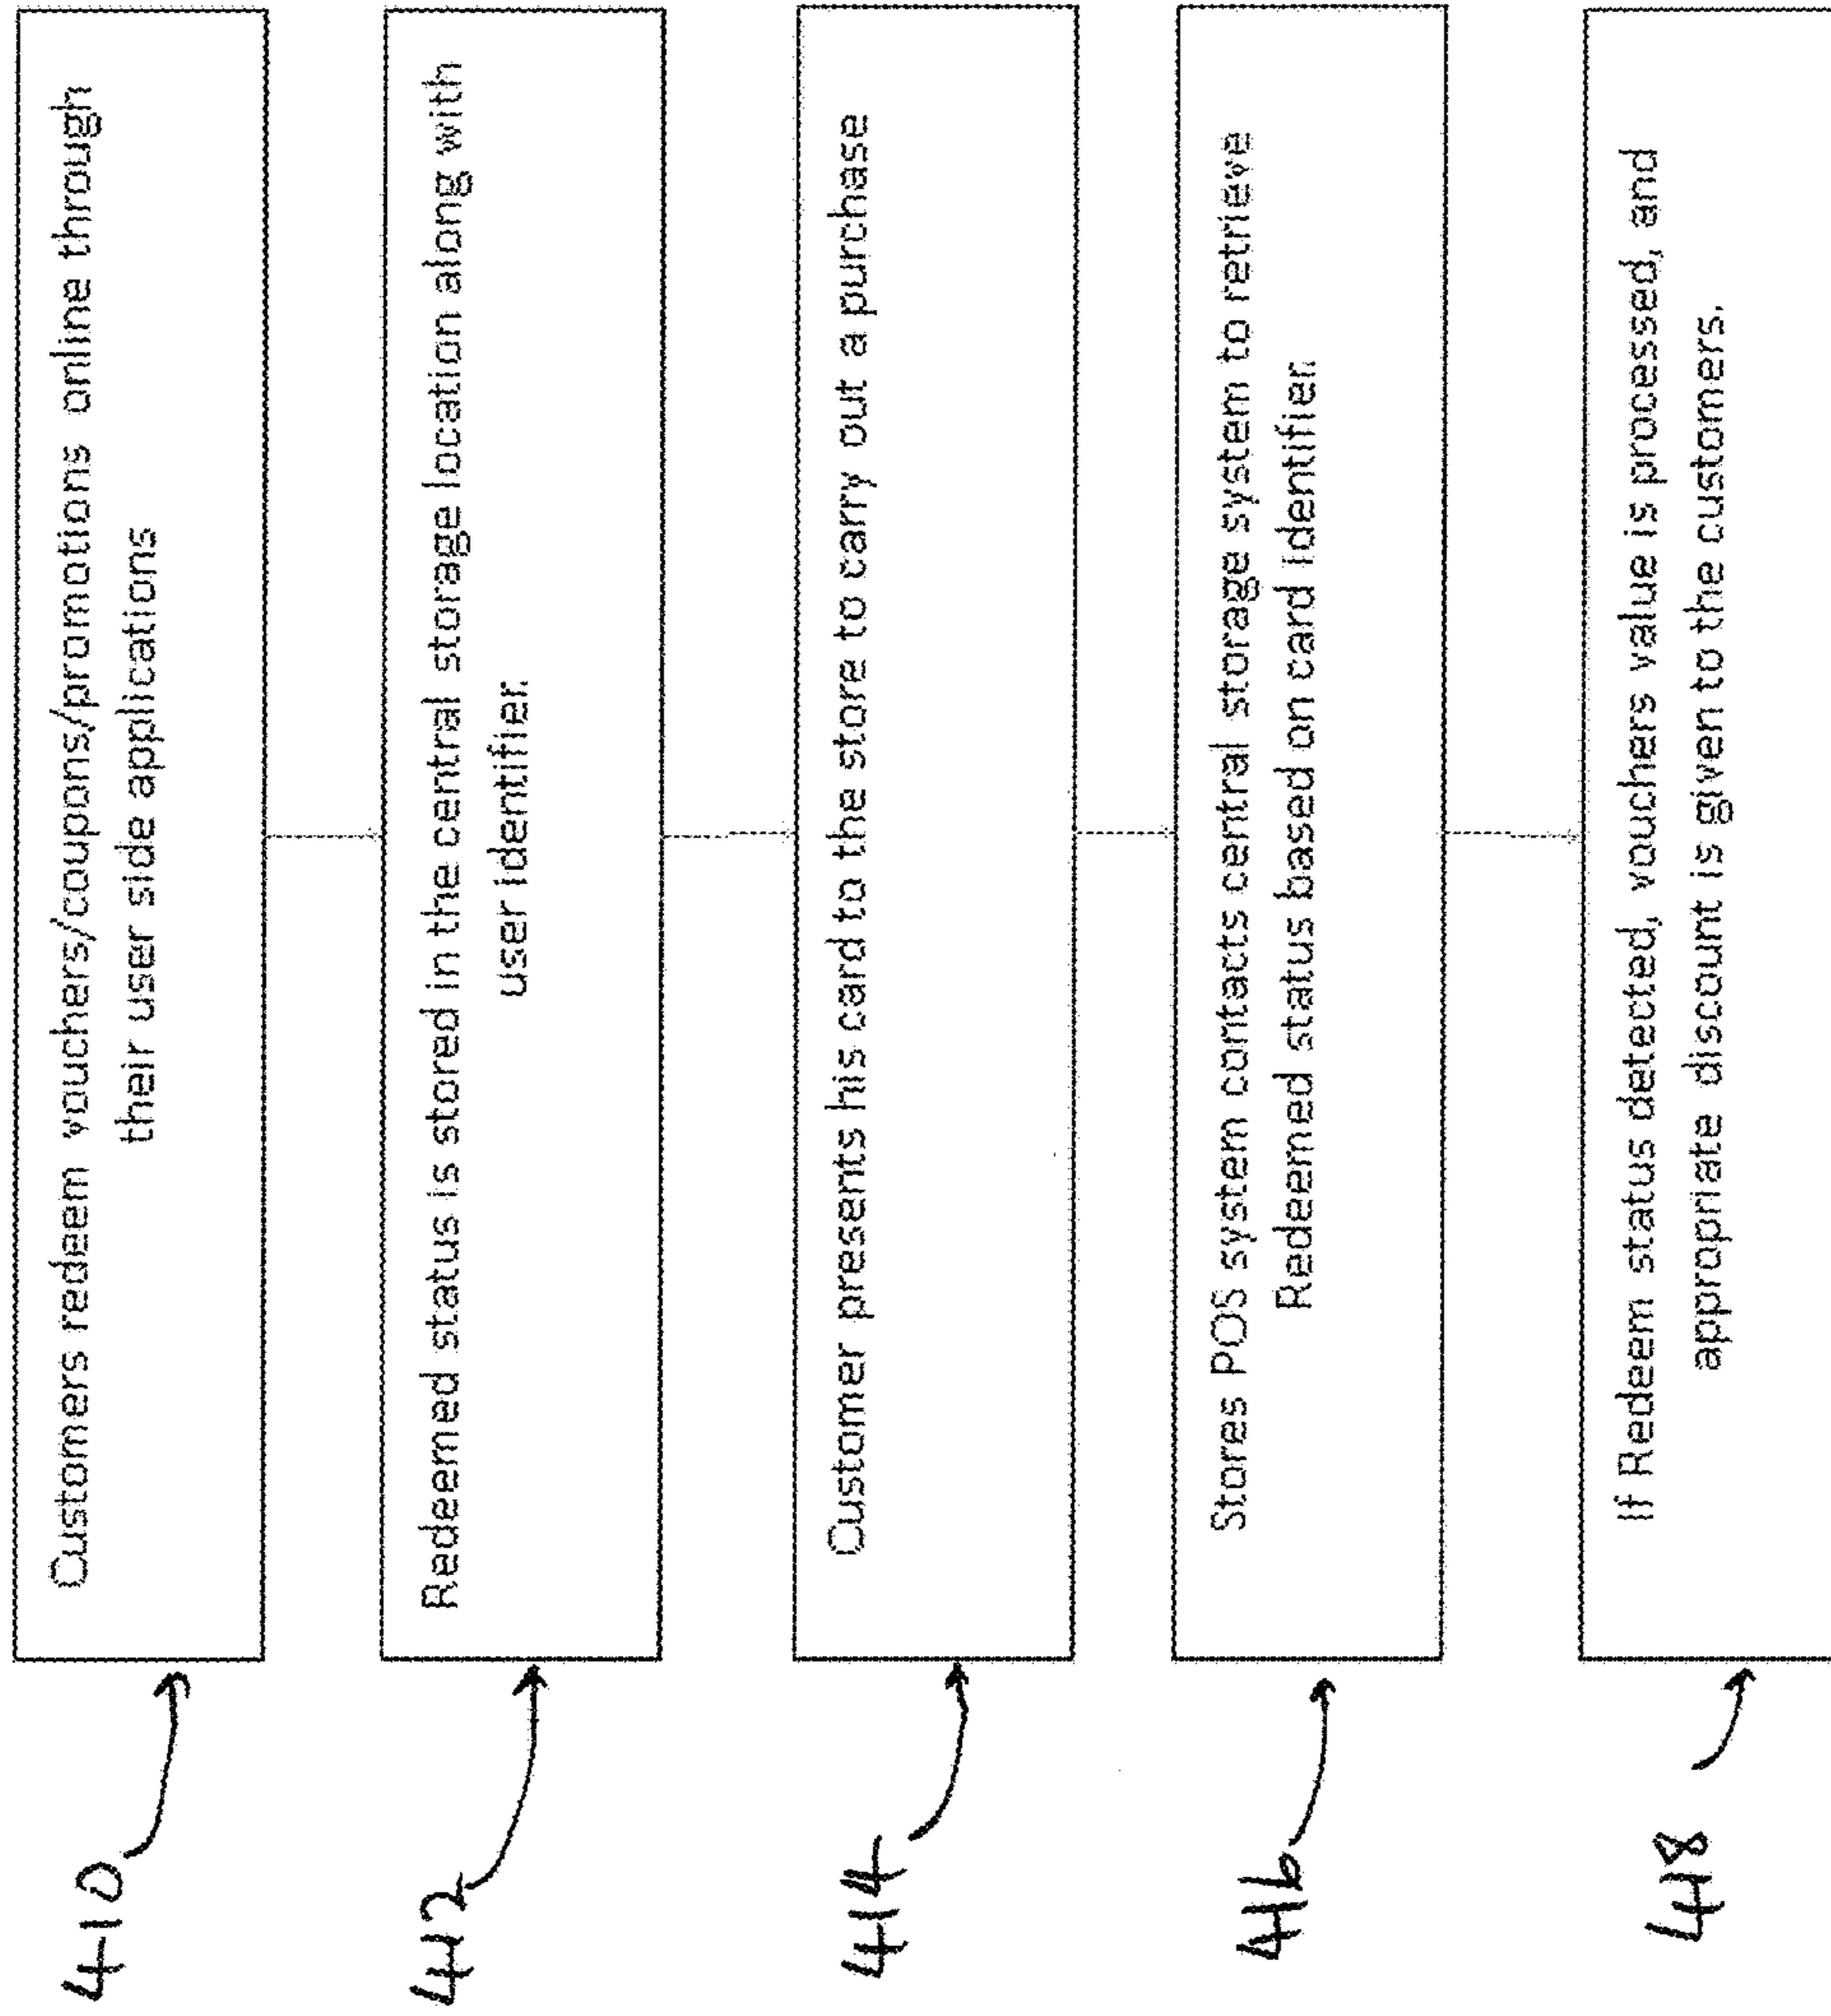 410
Customers redeem vouchers/coupons/promotions online through
their user side applications
412
Redeemed status is stored in the central storage location along with
user identifier.
414
Customer presents his card to the store to carry out a purchase
416
Stores POS system contacts central storage system to retrieve
Redeemed status based on card identifier.
418
If Redeem status detected, vouchers value is processed, and
appropriate discount is given to the customers.